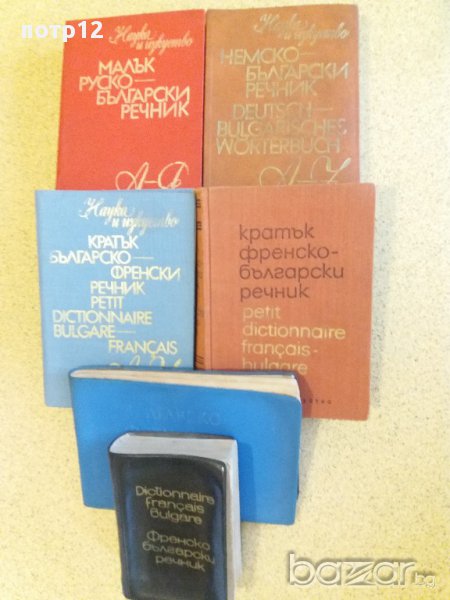 потр12
Наука
и изкуство
МАЛЪК
РУСКО—
БЪЛГАРСКИ
РЕЧНИК
А-Я
Наука
и изкуство
НЕМСКО
БЪЛГАРСКИ
РЕЧНИК
DEUTSCH—
BULGARISCHES
WÖRTERBUCH
A-Z
Наука
и изкуство
КРАТЪК
БЪЛГАРСКО—
ФРЕНСКИ
РЕЧНИК
PETIT
DICTIONNAIRE
BULGARE—
FRANÇAIS
кратък
френско-
български
речник
petit
dictionnaire
français-
bulgare
Dictionnaire
français
bulgare
Френско
български
речник
bazar.bg